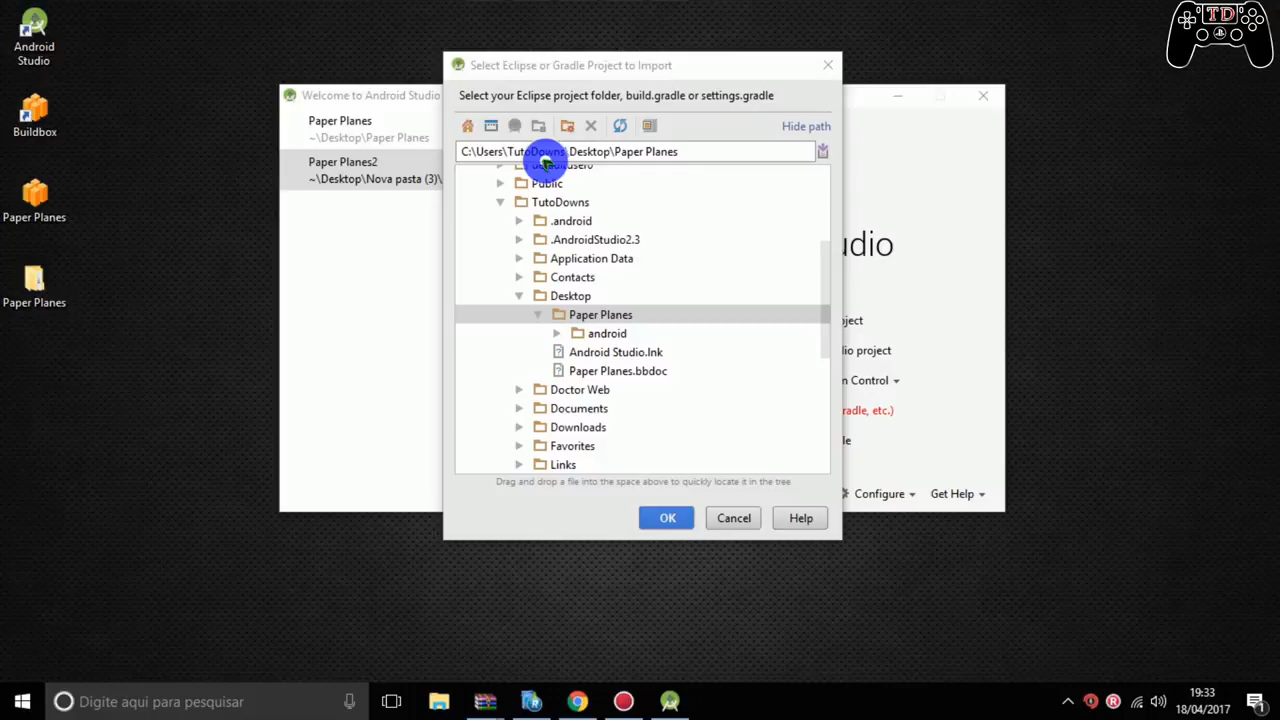 Android
Studio
Buildbox
Paper Planes
Paper Planes
Welcome to Android Studio
Paper Planes
~\Desktop\Paper Planes
Paper Planes2
~\Desktop\Nova pasta (3)\
Select Eclipse or Gradle Project to Import
Select your Eclipse project folder, build.gradle or settings.gradle
Hide path
C:\Users\TutoDowns\Desktop\Paper Planes
Public
TutoDowns
.android
.AndroidStudio2.3
Application Data
Contacts
Desktop
Paper Planes
android
Android Studio.lnk
Paper Planes.bbdoc
Doctor Web
Documents
Downloads
Favorites
Links
Drag and drop a file into the space above to quickly locate it in the tree
OK Cancel Help
udio
oject
io project
n Control
radle, etc.)
le
Configure Get Help
TD
Digite aqui para pesquisar
19:33
18/04/2017
1